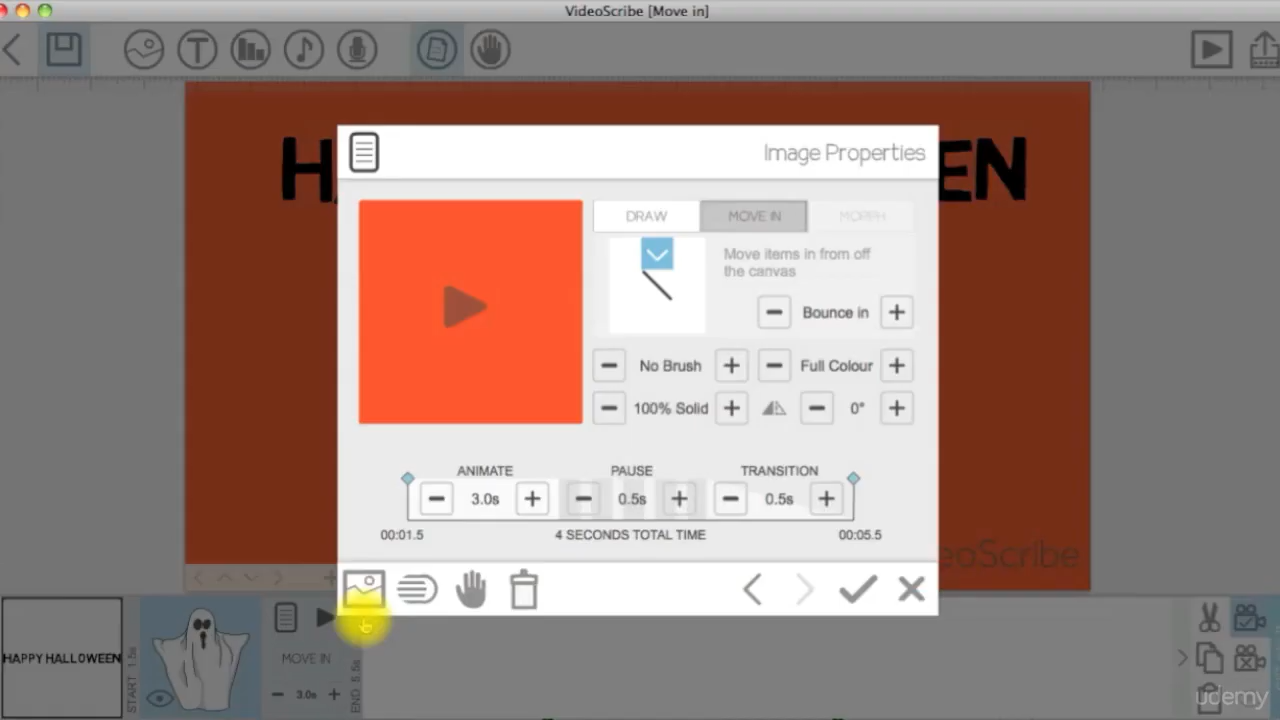 VideoScribe [Move in]
T
H
EN
Image Properties
DRAW
MOVE IN
MORPH
Move items in from off
the canvas
Bounce in
No Brush
Full Colour
100% Solid
0°
ANIMATE
PAUSE
TRANSITION
3.0s
0.5s
0.5s
00:01.5
4 SECONDS TOTAL TIME
00:05.5
eoScribe
HAPPY HALLOWEEN
START 1.5s
MOVE IN
3.0s
END 5.5s
udemy